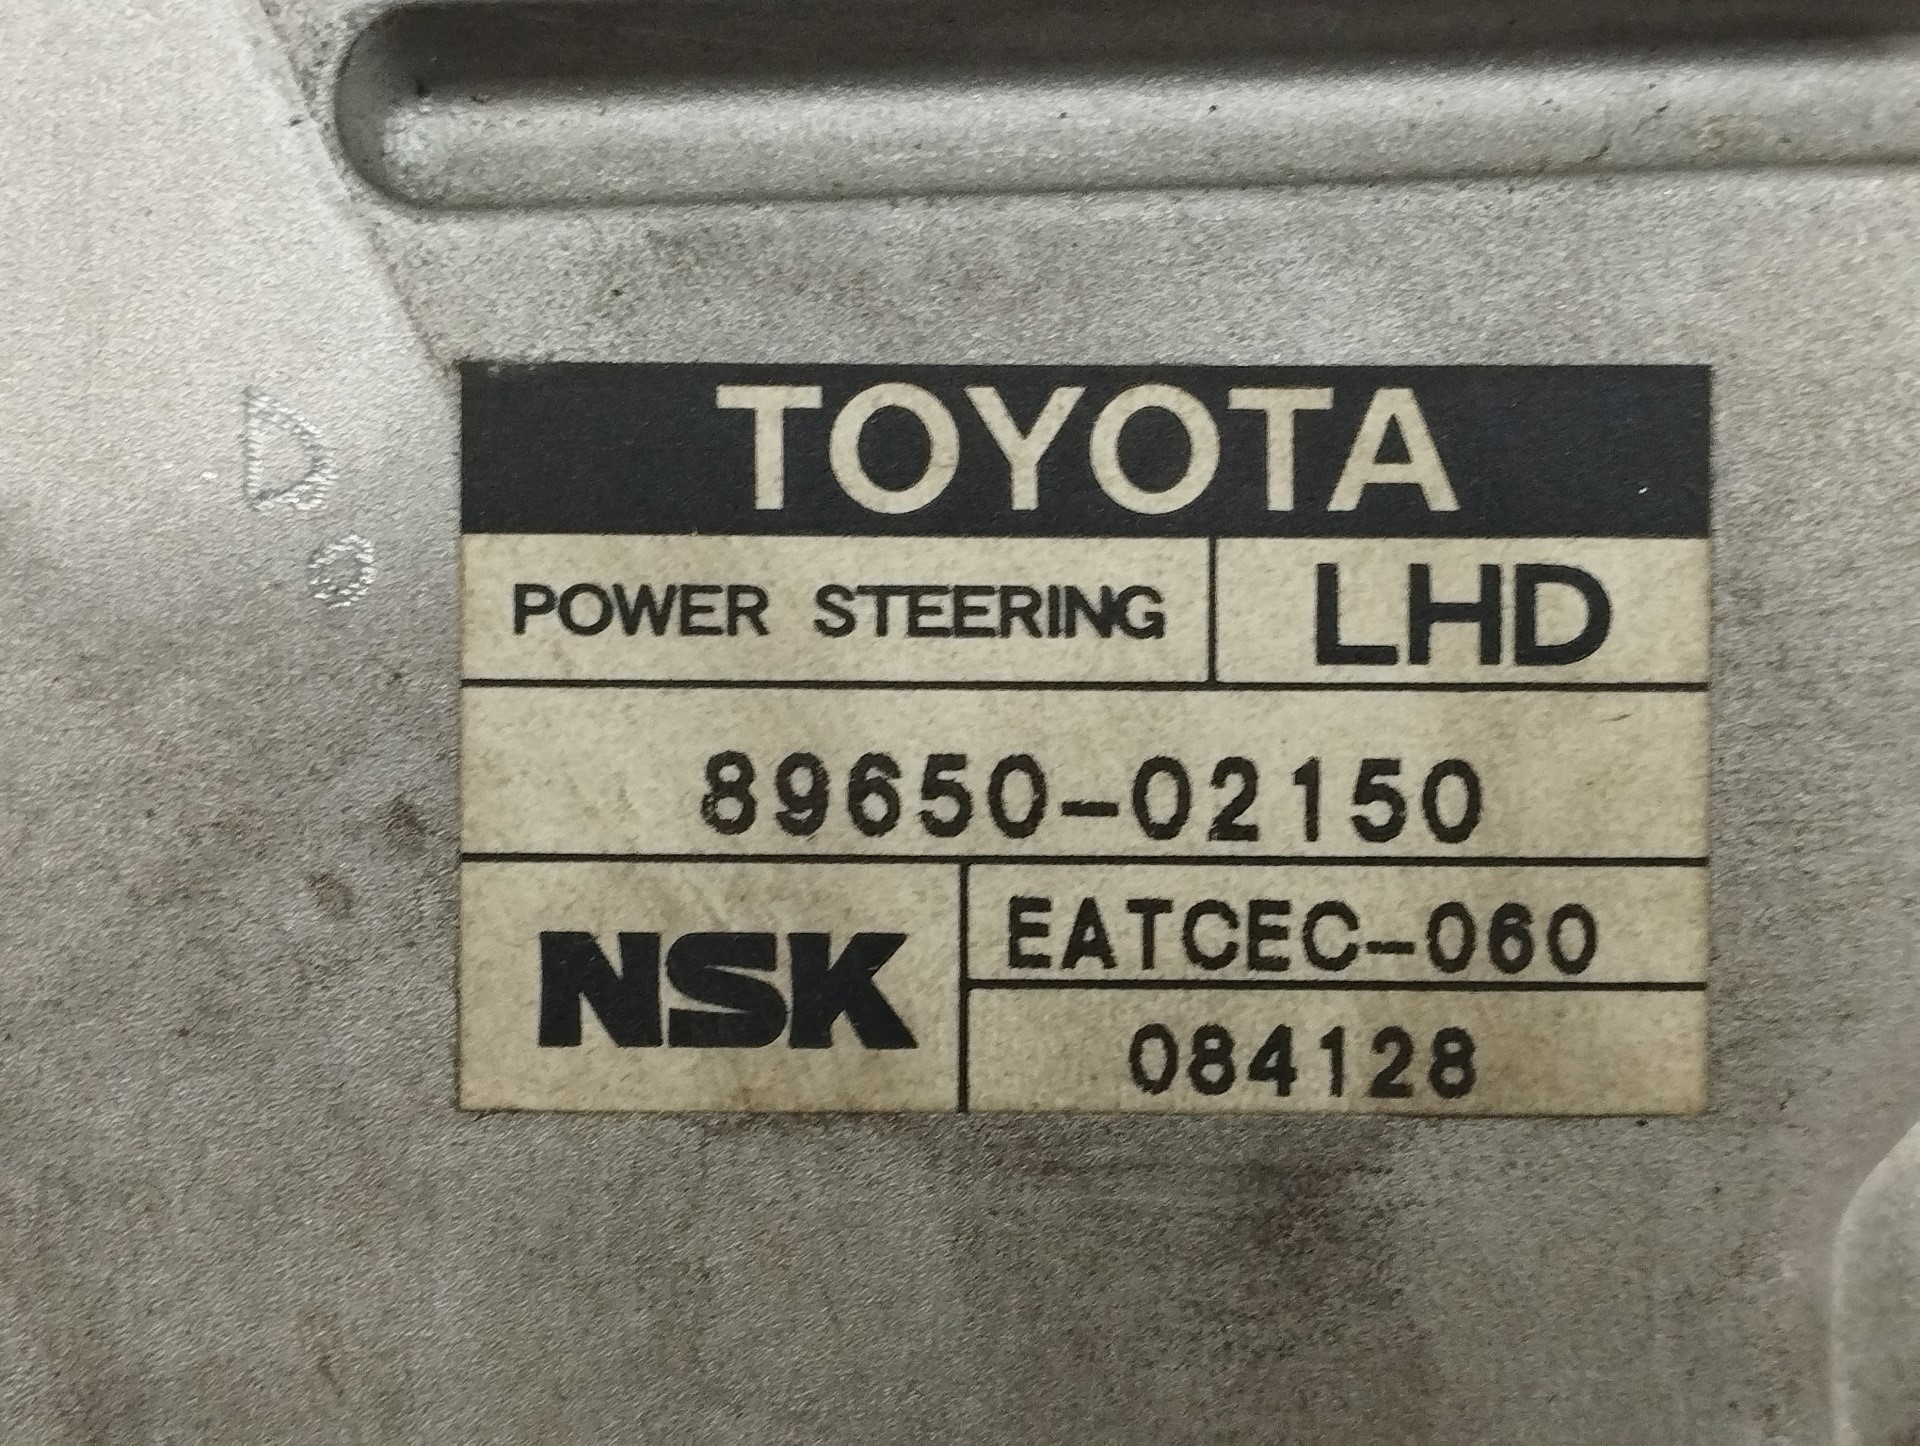 TOYOTA
POWER STEERING LHD
89650-02150
NSK EATCEC-060
084128